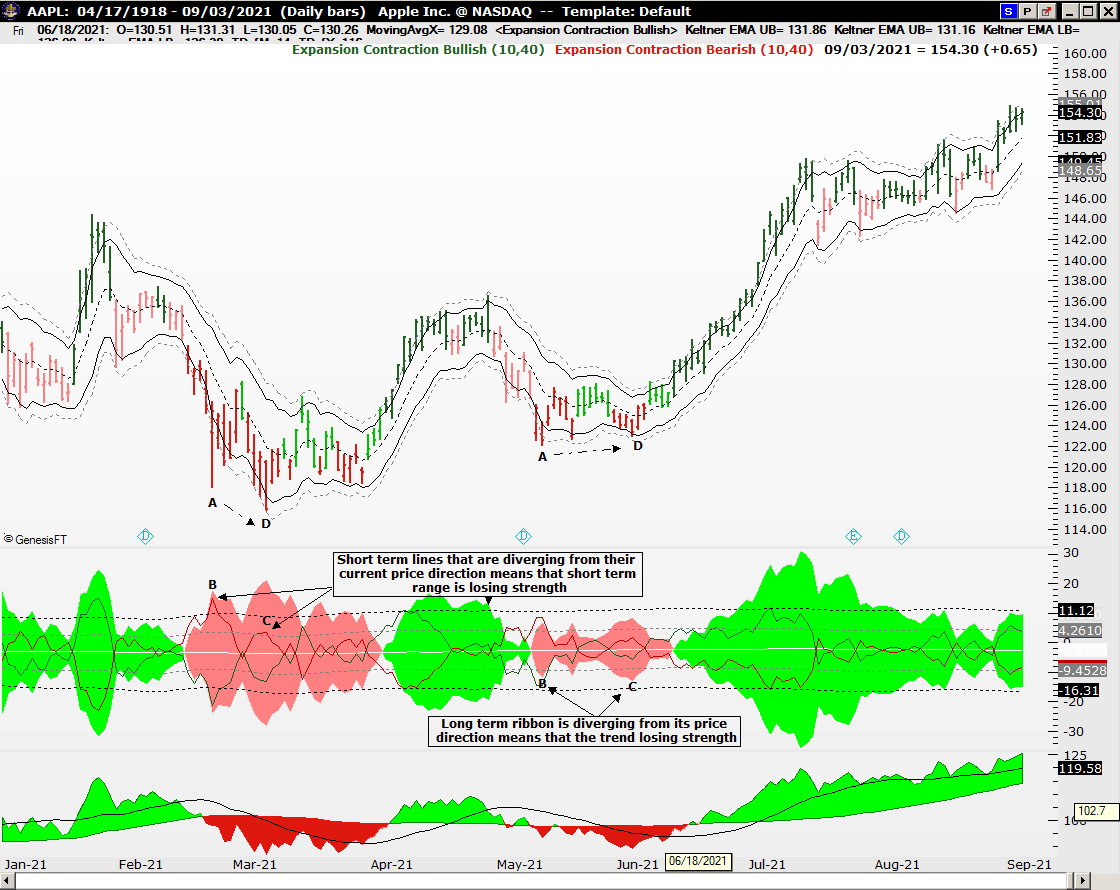 AAPL: 04/17/1918 - 09/03/2021 (Daily bars) Apple Inc. @ NASDAQ -- Template: Default
S P
Fri 06/18/2021: O=130.51 H=131.31 L=130.05 C=130.26 MovingAvgX= 129.08 <Expansion Contraction Bullish> Keltner EMA UB= 131.86 Keltner EMA UB= 131.16 Keltner EMA LB=
Expansion Contraction Bullish (10,40) Expansion Contraction Bearish (10,40) 09/03/2021 = 154.30 (+0.65)
160.00
158.00
156.00
155.01
154.30
151.83
149.45
148.65
148.00
146.00
144.00
142.00
140.00
138.00
136.00
134.00
132.00
130.00
128.00
126.00
124.00
122.00
120.00
118.00
116.00
114.00
A
D
A
D
© GenesisFT
D
D
E
D
Short term lines that are diverging from their
current price direction means that short term
range is losing strength
B
C
B
C
Long term ribbon is diverging from its price
direction means that the trend losing strength
30
20
11.12
4.2610
0
-9.4528
-16.31
-20
-30
125
119.58
102.7
100
Jan-21 Feb-21 Mar-21 Apr-21 May-21 Jun-21 06/18/2021 Jul-21 Aug-21 Sep-21